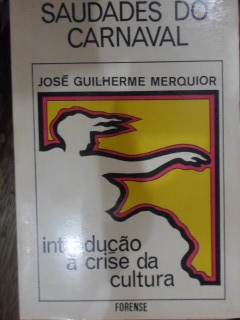 SAUDADES DO
CARNAVAL
JOSÉ GUILHERME MERQUIOR
introdução
à crise da
cultura
FORENSE